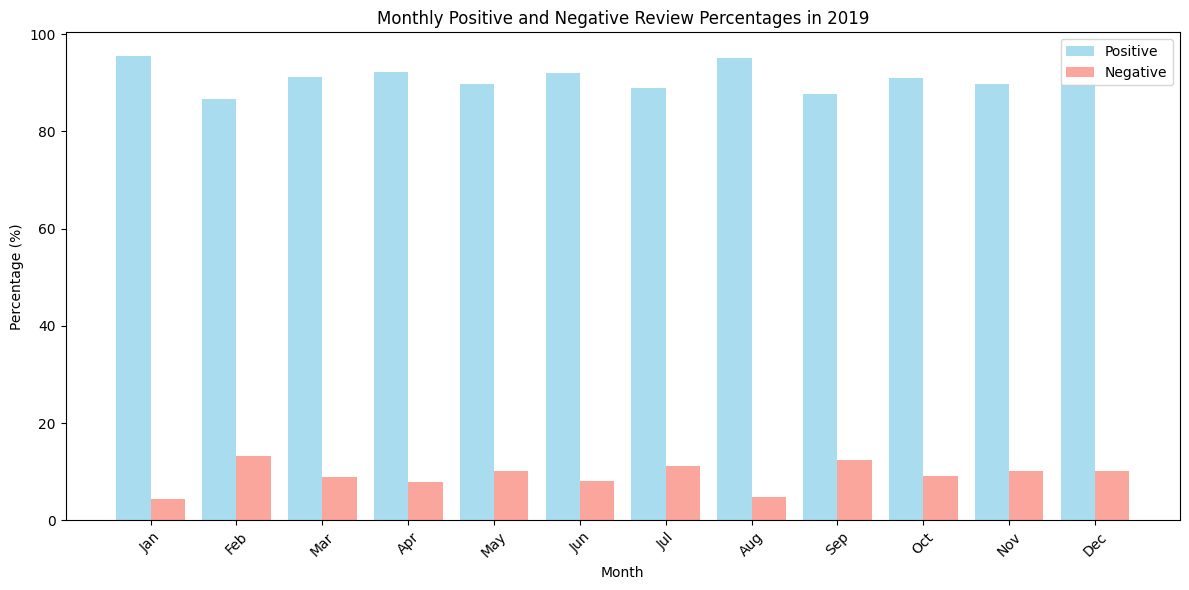 Monthly Positive and Negative Review Percentages in 2019
Positive
Negative
Percentage (%)
100
80
60
40
20
0
Jan
Feb
Mar
Apr
May
Jun
Jul
Aug
Sep
Oct
Nov
Dec
Month